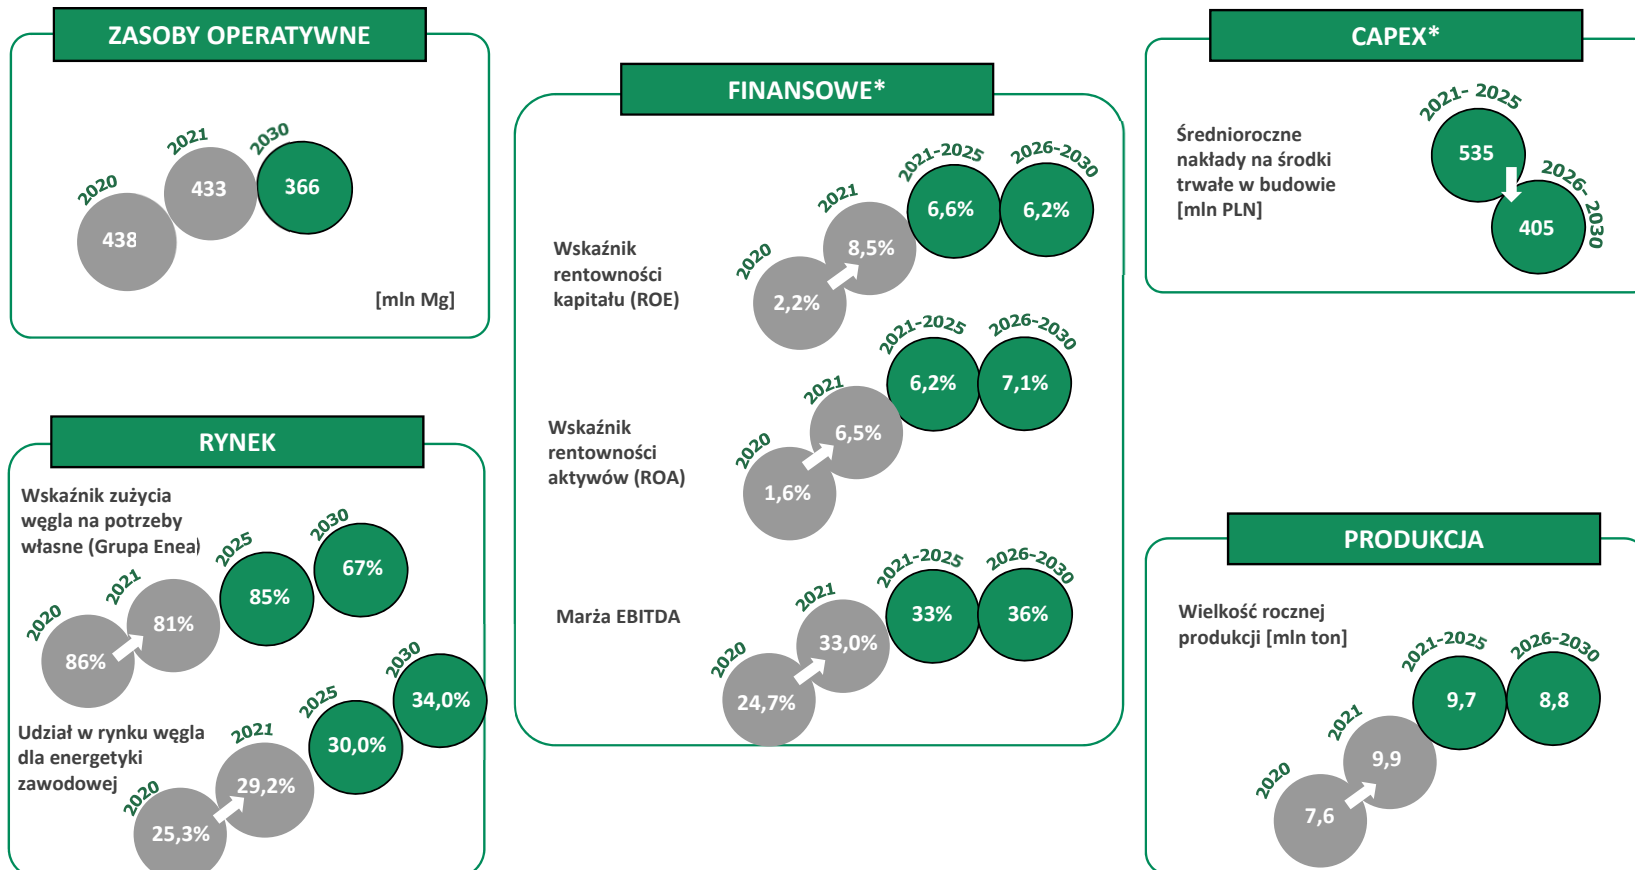 ZASOBY OPERATYWNE
2020
2021
2030
438
433
366
[mln Mg]
FINANSOWE*
Wskaźnik
rentowności
kapitału (ROE)
2020
2021
2021-2025
2026-2030
2,2%
8,5%
6,6%
6,2%
Wskaźnik
rentowności
aktywów (ROA)
2020
2021
2021-2025
2026-2030
1,6%
6,5%
6,2%
7,1%
Marża EBITDA
2020
2021
2021-2025
2026-2030
24,7%
33,0%
33%
36%
CAPEX*
Średnioroczne
nakłady na środki
trwałe w budowie
[mln PLN]
2021- 2025
535
2026- 2030
405
RYNEK
Wskaźnik zużycia
węgla na potrzeby
własne (Grupa Enea)
2020
2021
2025
2030
86%
81%
85%
67%
Udział w rynku węgla
dla energetyki
zawodowej
2020
2021
2025
2030
25,3%
29,2%
30,0%
34,0%
PRODUKCJA
Wielkość rocznej
produkcji [mln ton]
2020
2021
2021-2025
2026-2030
7,6
9,9
9,7
8,8